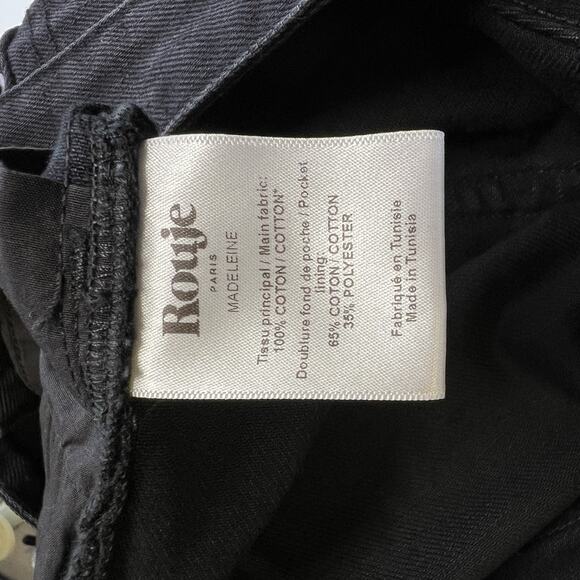 Rouje
PARIS
MADELEINE
Tissu principal / Main fabric:
100% COTON / COTTON*
Doublure fond de poche / Pocket
lining:
65% COTON / COTTON
35% POLYESTER
Fabriqué en Tunisie
Made in Tunisia